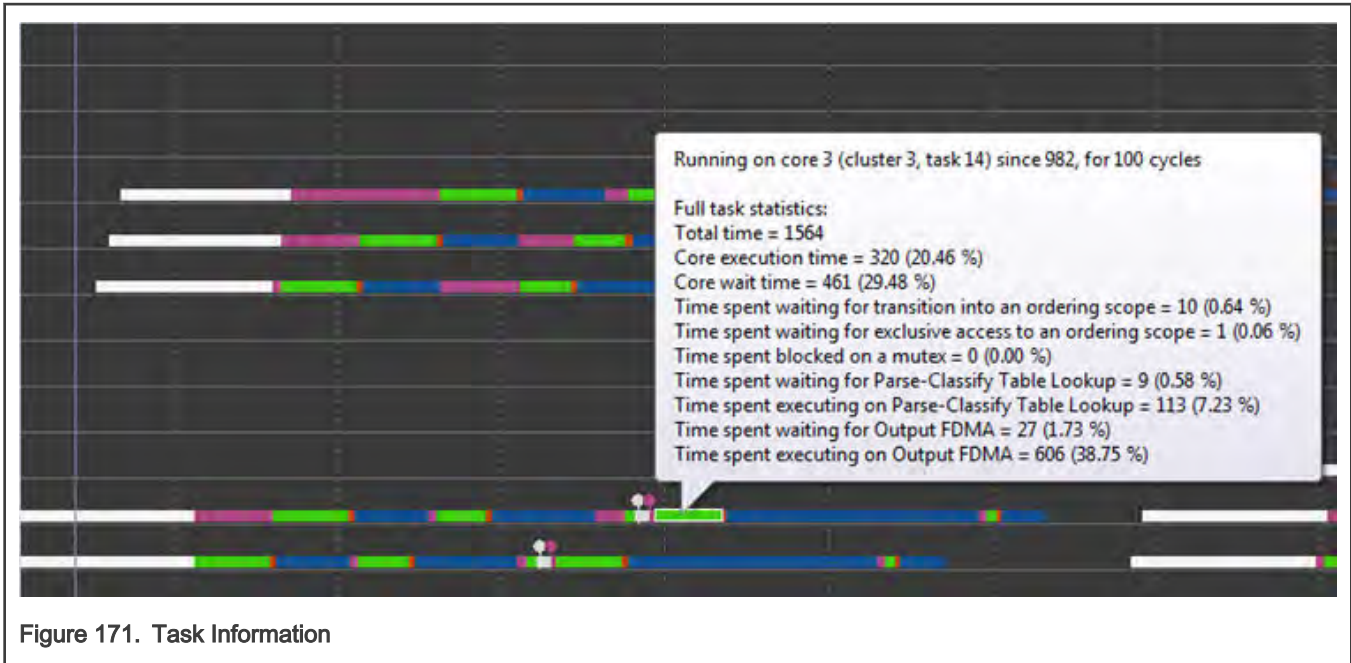 Running on core 3 (cluster 3, task 14) since 982, for 100 cycles
Full task statistics:
Total time = 1564
Core execution time = 320 (20.46 %)
Core wait time = 461 (29.48 %)
Time spent waiting for transition into an ordering scope = 10 (0.64 %)
Time spent waiting for exclusive access to an ordering scope = 1 (0.06 %)
Time spent blocked on a mutex = 0 (0.00 %)
Time spent waiting for Parse-Classify Table Lookup = 9 (0.58 %)
Time spent executing on Parse-Classify Table Lookup = 113 (7.23 %)
Time spent waiting for Output FDMA = 27 (1.73 %)
Time spent executing on Output FDMA = 606 (38.75 %)
Figure 171. Task Information